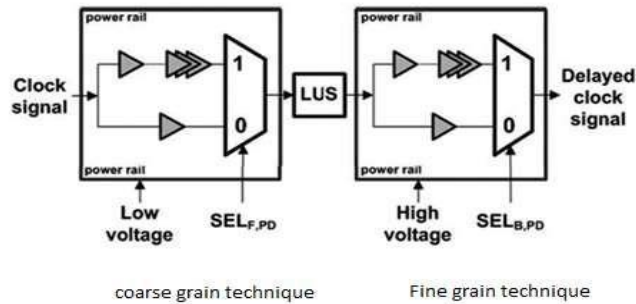 power rail
power rail
Clock
signal
1
0
LUS
1
0
Delayed
clock
signal
power rail
power rail
Low
voltage
SELF,PD
High
voltage
SELB,PD
coarse grain technique
Fine grain technique